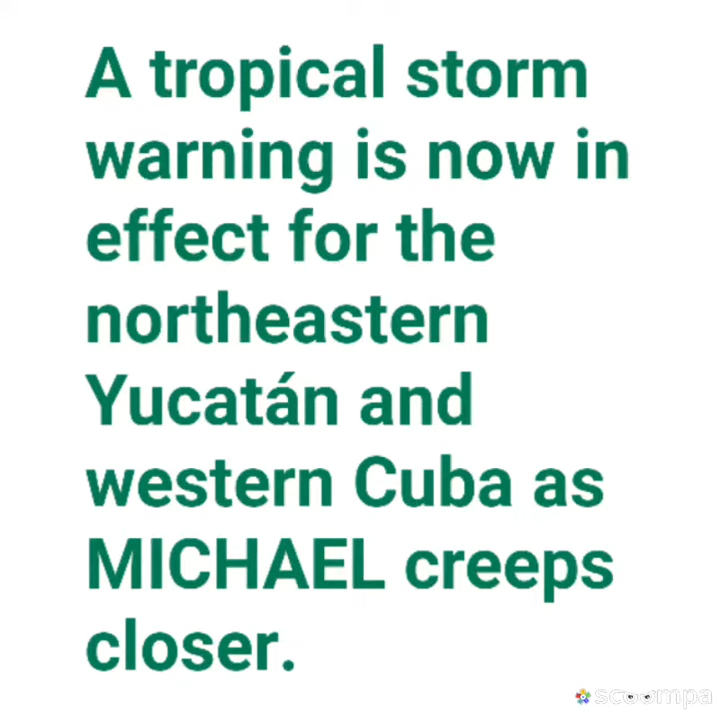 A tropical storm
warning is now in
effect for the
northeastern
Yucatán and
western Cuba as
MICHAEL creeps
closer.
scoompa